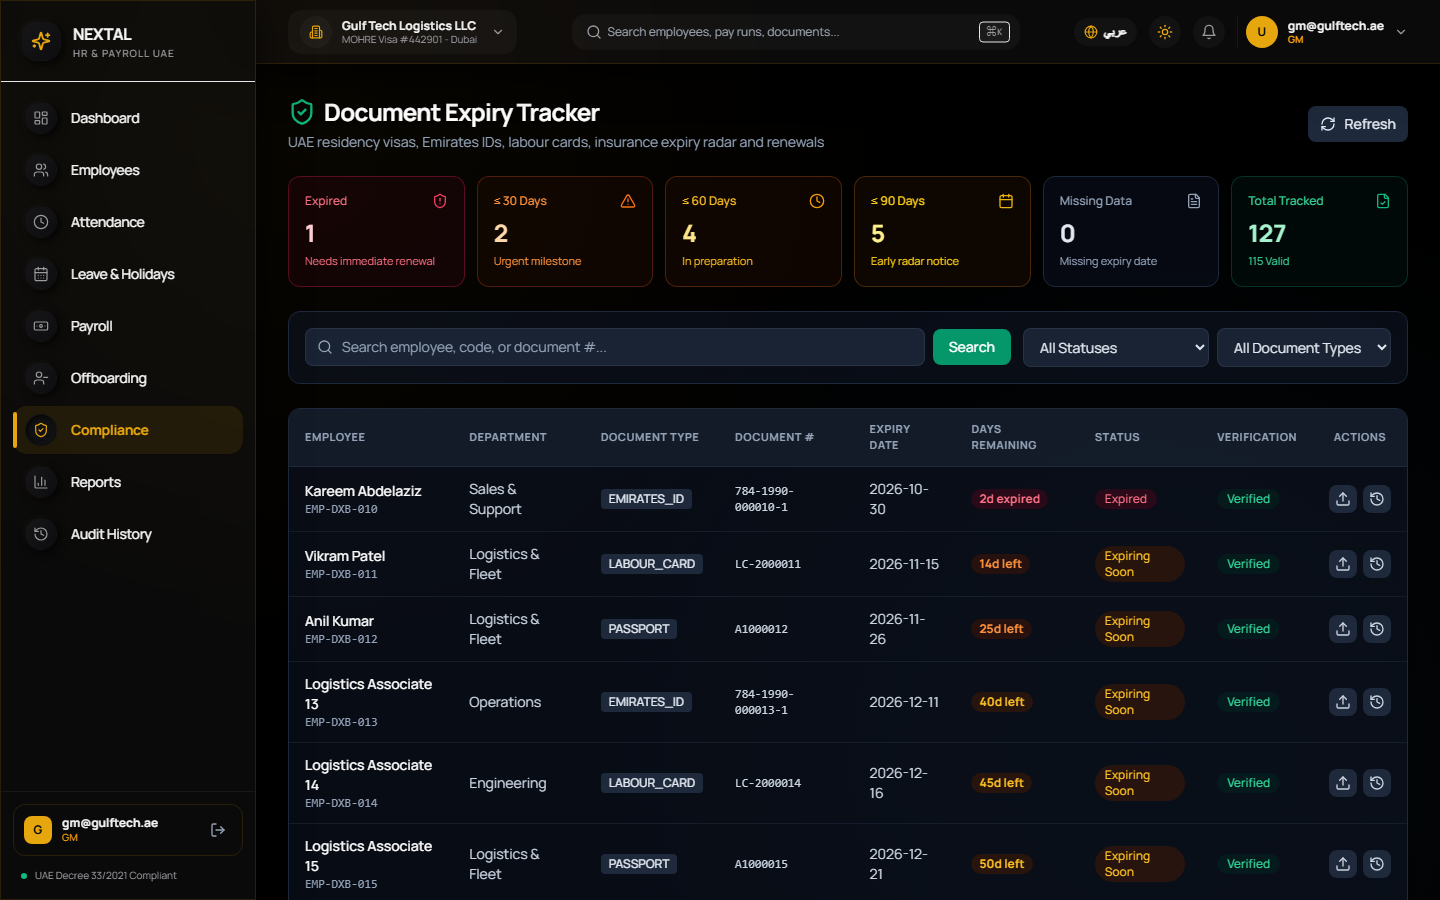 NEXTAL
HR & PAYROLL UAE
Gulf Tech Logistics LLC
MOHRE Visa #442901 - Dubai
Search employees, pay runs, documents...
⌘K
عربي
U
gm@gulftech.ae
GM
Dashboard
Employees
Attendance
Leave & Holidays
Payroll
Offboarding
Compliance
Reports
Audit History
G
gm@gulftech.ae
GM
UAE Decree 33/2021 Compliant
Document Expiry Tracker
UAE residency visas, Emirates IDs, labour cards, insurance expiry radar and renewals
Refresh
Expired
1
Needs immediate renewal
≤ 30 Days
2
Urgent milestone
≤ 60 Days
4
In preparation
≤ 90 Days
5
Early radar notice
Missing Data
0
Missing expiry date
Total Tracked
127
115 Valid
Search employee, code, or document #...
Search
All Statuses
All Document Types
EMPLOYEE
DEPARTMENT
DOCUMENT TYPE
DOCUMENT #
EXPIRY
DATE
DAYS
REMAINING
STATUS
VERIFICATION
ACTIONS
Kareem Abdelaziz
EMP-DXB-010
Sales &
Support
EMIRATES_ID
784-1990-
000010-1
2026-10-
30
2d expired
Expired
Verified
Vikram Patel
EMP-DXB-011
Logistics &
Fleet
LABOUR_CARD
LC-2000011
2026-11-15
14d left
Expiring
Soon
Verified
Anil Kumar
EMP-DXB-012
Logistics &
Fleet
PASSPORT
A1000012
2026-11-
26
25d left
Expiring
Soon
Verified
Logistics Associate
13
EMP-DXB-013
Operations
EMIRATES_ID
784-1990-
000013-1
2026-12-11
40d left
Expiring
Soon
Verified
Logistics Associate
14
EMP-DXB-014
Engineering
LABOUR_CARD
LC-2000014
2026-12-
16
45d left
Expiring
Soon
Verified
Logistics Associate
15
EMP-DXB-015
Logistics &
Fleet
PASSPORT
A1000015
2026-12-
21
50d left
Expiring
Soon
Verified